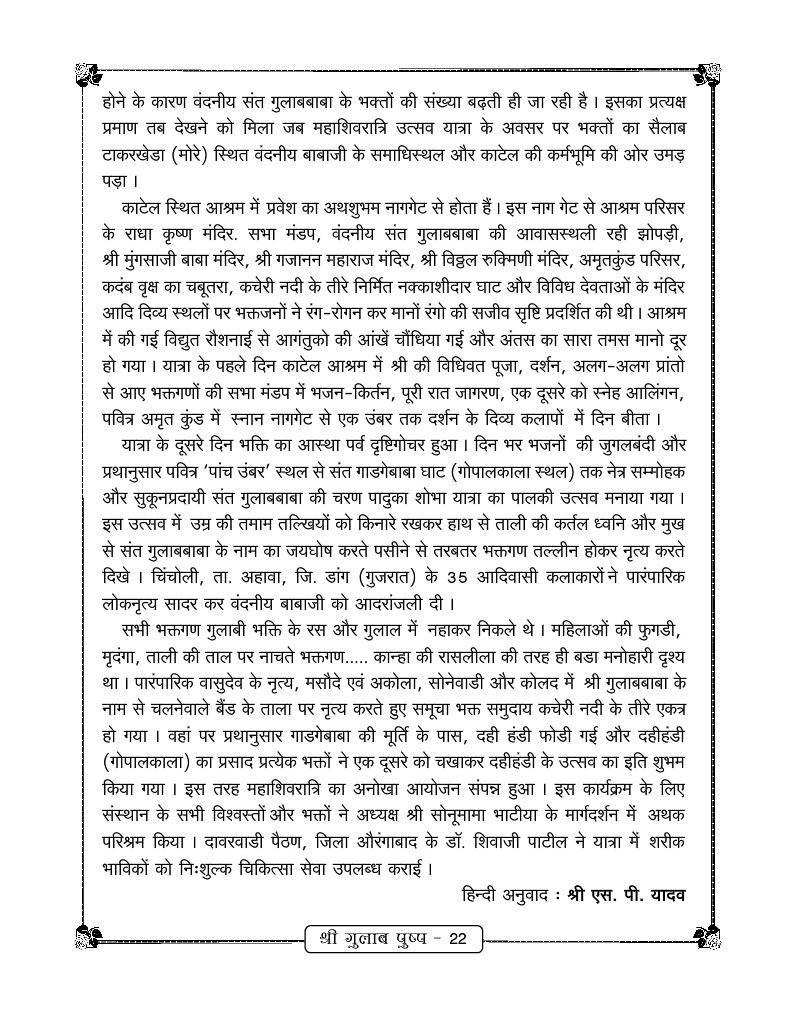 होने के कारण वंदनीय संत गुलाबबाबा के भक्तों की संख्या बढ़ती ही जा रही है । इसका प्रत्यक्ष
प्रमाण तब देखने को मिला जब महाशिवरात्रि उत्सव यात्रा के अवसर पर भक्तों का सैलाब
टाकरखेडा (मोरे) स्थित वंदनीय बाबाजी के समाधिस्थल और काटेल की कर्मभूमि की ओर उमड़
पड़ा ।
काटेल स्थित आश्रम में प्रवेश का अथशुभम नागगेट से होता हैं । इस नाग गेट से आश्रम परिसर
के राधा कृष्ण मंदिर. सभा मंडप, वंदनीय संत गुलाबबाबा की आवासस्थली रही झोपड़ी,
श्री मुंगसाजी बाबा मंदिर, श्री गजानन महाराज मंदिर, श्री विठ्ठल रुक्मिणी मंदिर, अमृतकुंड परिसर,
कदंब वृक्ष का चबूतरा, कचेरी नदी के तीरे निर्मित नक्काशीदार घाट और विविध देवताओं के मंदिर
आदि दिव्य स्थलों पर भक्तजनों ने रंग-रोगन कर मानों रंगो की सजीव सृष्टि प्रदर्शित की थी । आश्रम
में की गई विद्युत रौशनाई से आगंतुको की आंखें चौंधिया गई और अंतस का सारा तमस मानो दूर
हो गया । यात्रा के पहले दिन काटेल आश्रम में श्री की विधिवत पूजा, दर्शन, अलग-अलग प्रांतो
से आए भक्तगणों की सभा मंडप में भजन-किर्तन, पूरी रात जागरण, एक दूसरे को स्नेह आलिंगन,
पवित्र अमृत कुंड में स्नान नागगेट से एक उंबर तक दर्शन के दिव्य कलापों में दिन बीता ।
यात्रा के दूसरे दिन भक्ति का आस्था पर्व दृष्टिगोचर हुआ । दिन भर भजनों की जुगलबंदी और
प्रथानुसार पवित्र ‘पांच उंबर’ स्थल से संत गाडगेबाबा घाट (गोपालकाला स्थल) तक नेत्र सम्मोहक
और सुकूनप्रदायी संत गुलाबबाबा की चरण पादुका शोभा यात्रा का पालकी उत्सव मनाया गया ।
इस उत्सव में उम्र की तमाम तल्खियों को किनारे रखकर हाथ से ताली की कर्तल ध्वनि और मुख
से संत गुलाबबाबा के नाम का जयघोष करते पसीने से तरबतर भक्तगण तल्लीन होकर नृत्य करते
दिखे । चिंचोली, ता. अहावा, जि. डांग (गुजरात) के 35 आदिवासी कलाकारों ने पारंपारिक
लोकनृत्य सादर कर वंदनीय बाबाजी को आदरांजली दी ।
सभी भक्तगण गुलाबी भक्ति के रस और गुलाल में नहाकर निकले थे । महिलाओं की फुगडी,
मृदंगा, ताली की ताल पर नाचते भक्तगण..... कान्हा की रासलीला की तरह ही बडा मनोहारी दृश्य
था । पारंपारिक वासुदेव के नृत्य, मसौदे एवं अकोला, सोनेवाडी और कोलद में श्री गुलाबबाबा के
नाम से चलनेवाले बैंड के ताला पर नृत्य करते हुए समूचा भक्त समुदाय कचेरी नदी के तीरे एकत्र
हो गया । वहां पर प्रथानुसार गाडगेबाबा की मूर्ति के पास, दही हंडी फोडी गई और दहीहंडी
(गोपालकाला) का प्रसाद प्रत्येक भक्तों ने एक दूसरे को चखाकर दहीहंडी के उत्सव का इति शुभम
किया गया । इस तरह महाशिवरात्रि का अनोखा आयोजन संपन्न हुआ । इस कार्यक्रम के लिए
संस्थान के सभी विश्वस्तों और भक्तों ने अध्यक्ष श्री सोनूमामा भाटीया के मार्गदर्शन में अथक
परिश्रम किया । दावरवाडी पैठण, जिला औरंगाबाद के डॉ. शिवाजी पाटील ने यात्रा में शरीक
भाविकों को निःशुल्क चिकित्सा सेवा उपलब्ध कराई ।
हिन्दी अनुवाद : श्री एस. पी. यादव
श्री गुलाब पुष्प - 22